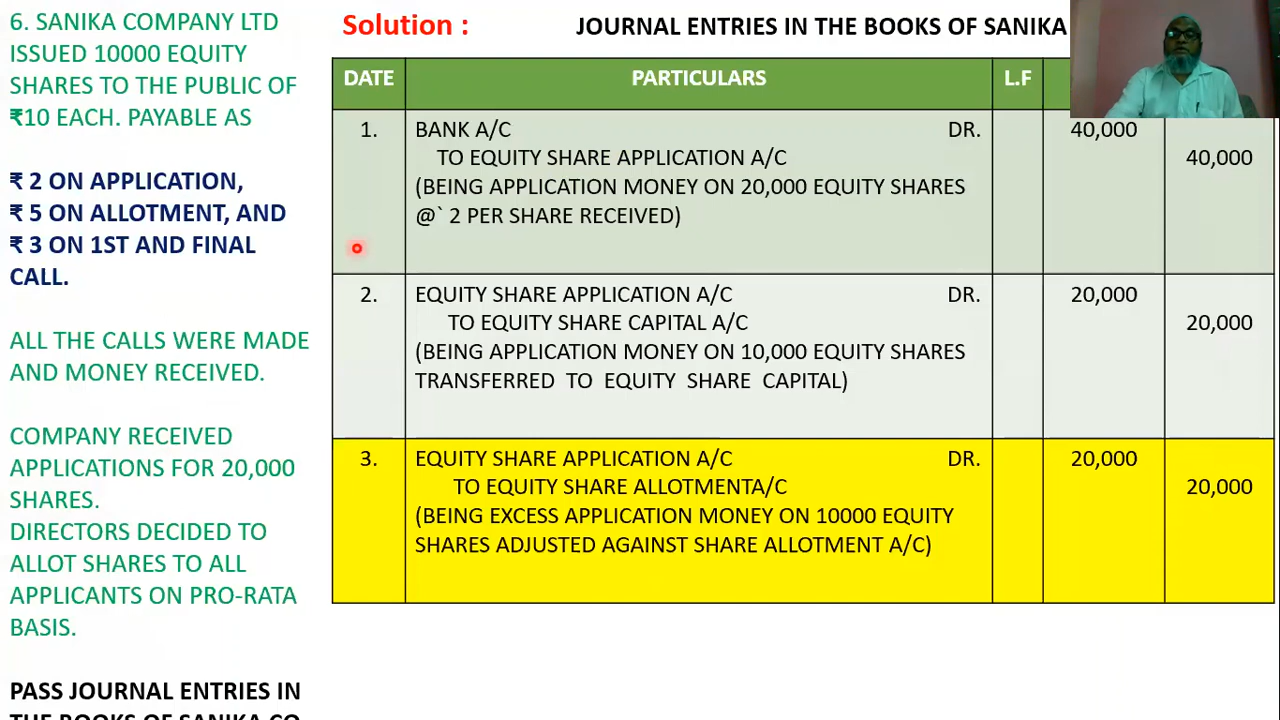 6. SANIKA COMPANY LTD
ISSUED 10000 EQUITY
SHARES TO THE PUBLIC OF
₹10 EACH. PAYABLE AS
₹ 2 ON APPLICATION,
₹ 5 ON ALLOTMENT, AND
₹ 3 ON 1ST AND FINAL
CALL.
ALL THE CALLS WERE MADE
AND MONEY RECEIVED.
COMPANY RECEIVED
APPLICATIONS FOR 20,000
SHARES.
DIRECTORS DECIDED TO
ALLOT SHARES TO ALL
APPLICANTS ON PRO-RATA
BASIS.
PASS JOURNAL ENTRIES IN
THE BOOKS OF SANIKA CO
Solution : JOURNAL ENTRIES IN THE BOOKS OF SANIKA
DATE PARTICULARS L.F
1. BANK A/C DR. 40,000
TO EQUITY SHARE APPLICATION A/C 40,000
(BEING APPLICATION MONEY ON 20,000 EQUITY SHARES
@` 2 PER SHARE RECEIVED)
2. EQUITY SHARE APPLICATION A/C DR. 20,000
TO EQUITY SHARE CAPITAL A/C 20,000
(BEING APPLICATION MONEY ON 10,000 EQUITY SHARES
TRANSFERRED TO EQUITY SHARE CAPITAL)
3. EQUITY SHARE APPLICATION A/C DR. 20,000
TO EQUITY SHARE ALLOTMENTA/C 20,000
(BEING EXCESS APPLICATION MONEY ON 10000 EQUITY
SHARES ADJUSTED AGAINST SHARE ALLOTMENT A/C)